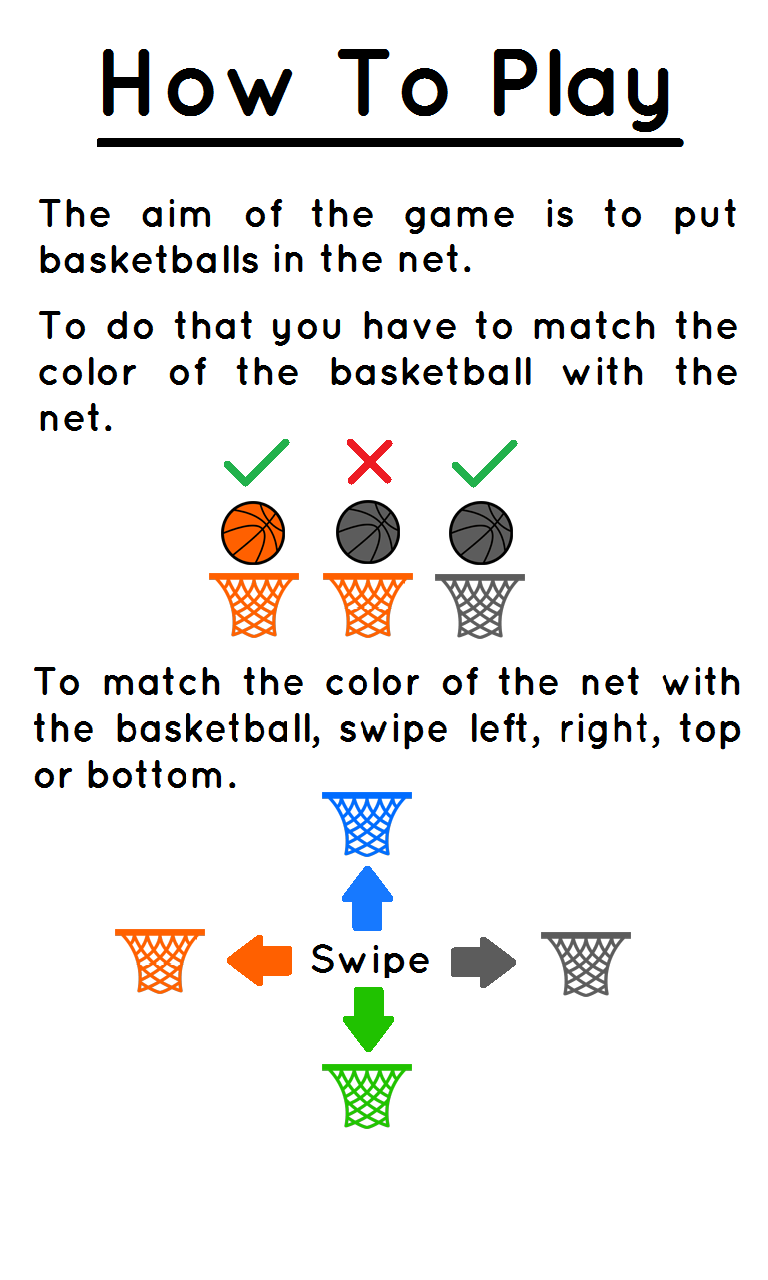 How To Play
The aim of the game is to put
basketballs in the net.
To do that you have to match the
color of the basketball with the
net.
To match the color of the net with
the basketball, swipe left, right, top
or bottom.
Swipe